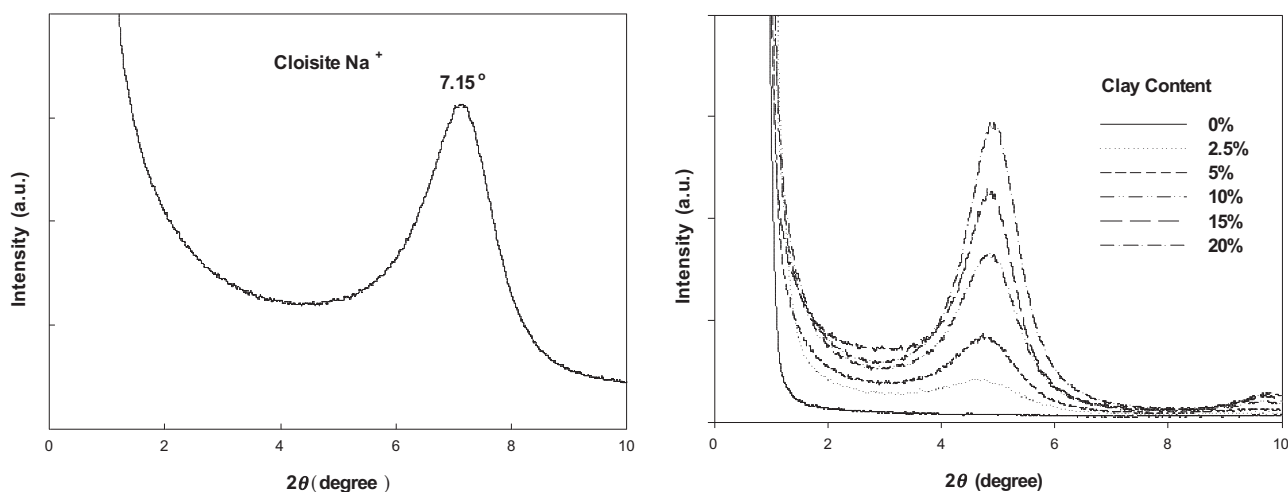 Cloisite Na +
7.15 o
Intensity (a.u.)
0 2 4 6 8 10
2θ(degree)
Clay Content
0%
2.5%
5%
10%
15%
20%
Intensity (a.u.)
0 2 4 6 8 10
2θ (degree)